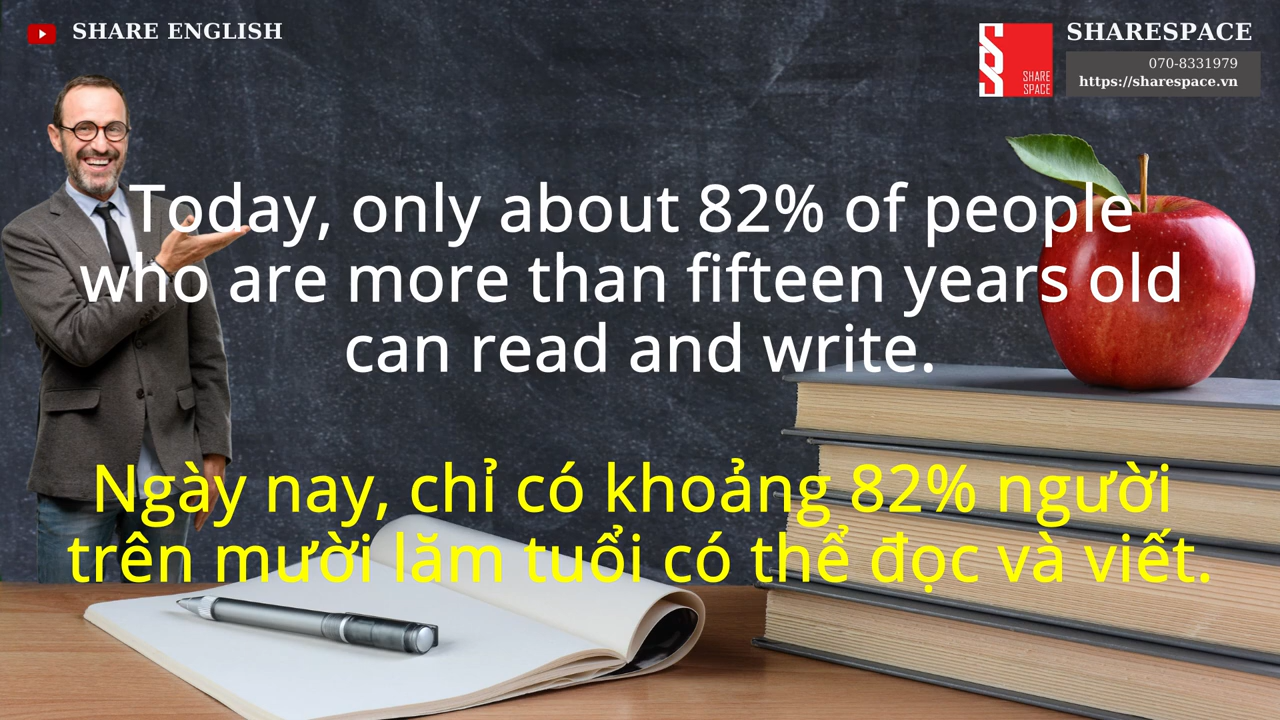 SHARE ENGLISH
SHARESPACE
070-8331979
https://sharespace.vn
SHARE
SPACE
Today, only about 82% of people
who are more than fifteen years old
can read and write.
Ngày nay, chỉ có khoảng 82% người
trên mười lăm tuổi có thể đọc và viết.